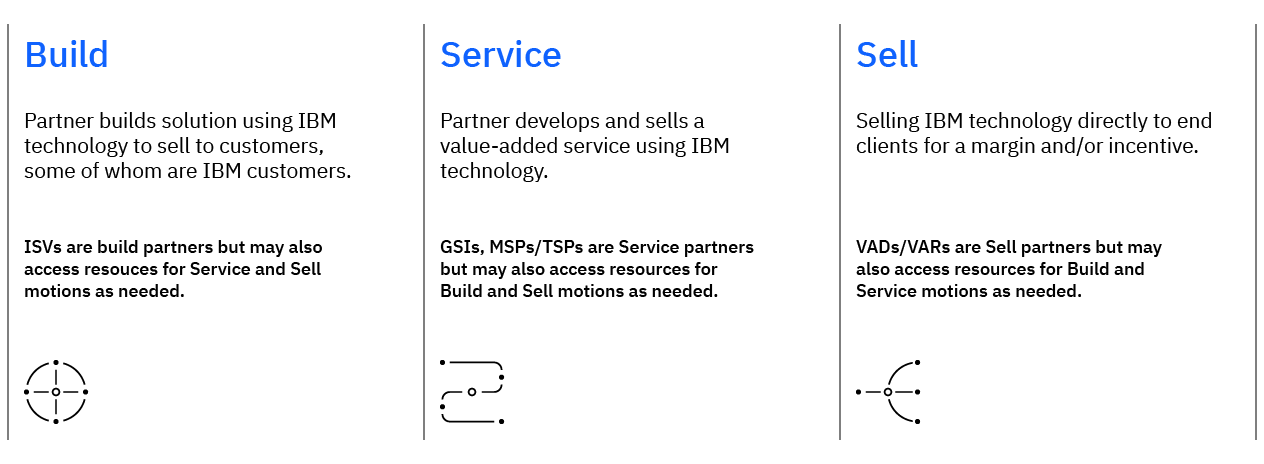 Build
Partner builds solution using IBM
technology to sell to customers,
some of whom are IBM customers.
ISVs are build partners but may also
access resouces for Service and Sell
motions as needed.
Service
Partner develops and sells a
value-added service using IBM
technology.
GSIs, MSPs/TSPs are Service partners
but may also access resources for
Build and Sell motions as needed.
Sell
Selling IBM technology directly to end
clients for a margin and/or incentive.
VADs/VARs are Sell partners but may
also access resources for Build and
Service motions as needed.